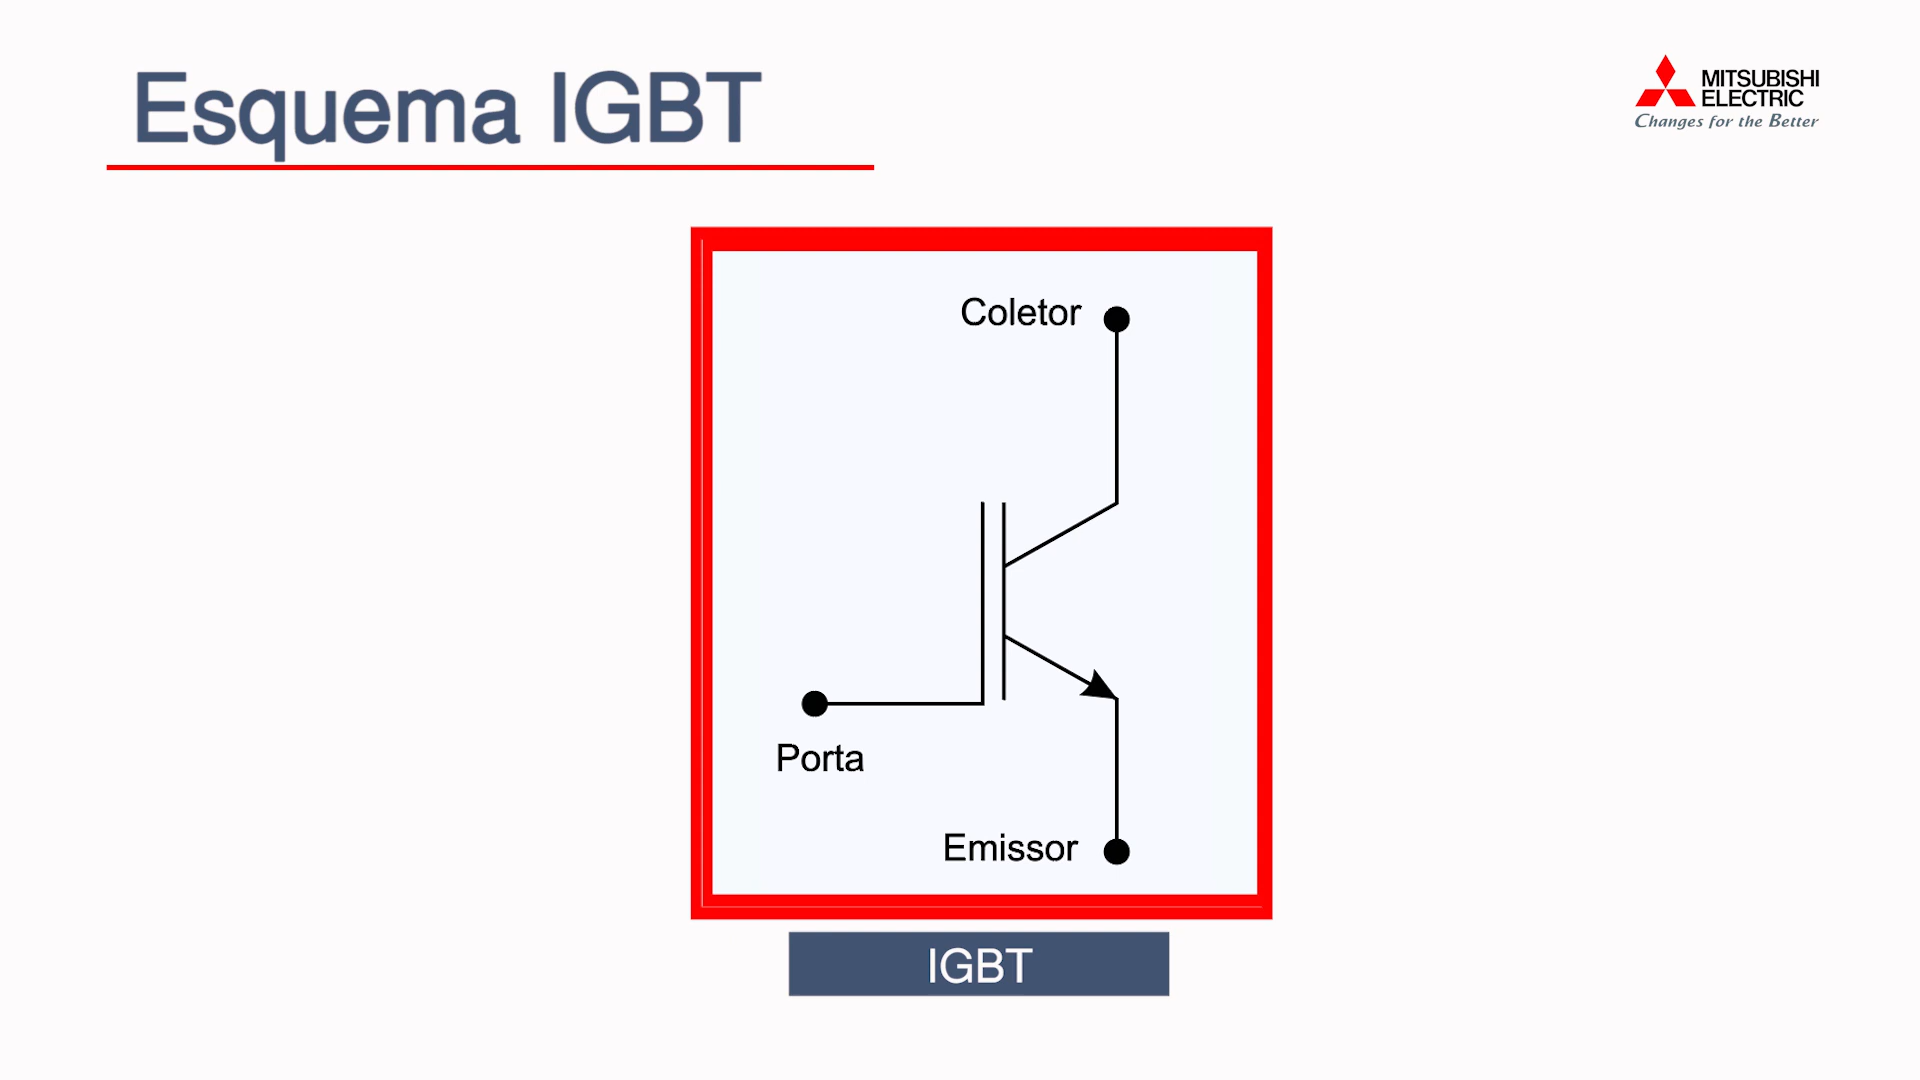 Esquema IGBT
MITSUBISHI
ELECTRIC
Changes for the Better
Coletor
Porta
Emissor
IGBT